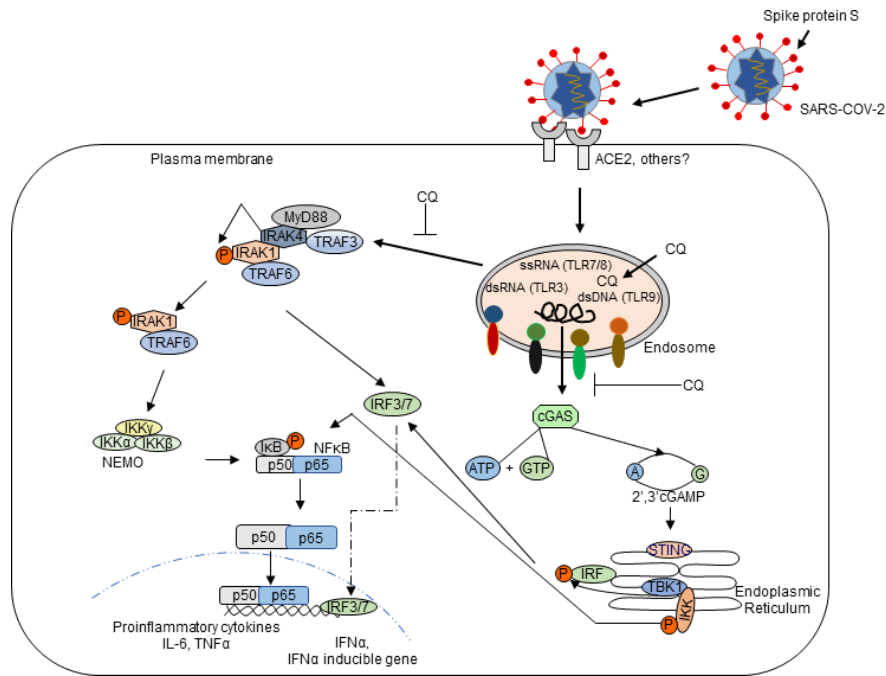 Spike protein S
SARS-COV-2
Plasma membrane
ACE2, others?
CQ
MyD88
IRAK4
TRAF3
P
IRAK1
TRAF6
ssRNA (TLR7/8)
CQ
CQ
dsRNA (TLR3)
dsDNA (TLR9)
Endosome
P
IRAK1
TRAF6
CQ
IRF3/7
cGAS
IKKγ
IKKα
IKKβ
NEMO
IκB
P
NFκB
p50
p65
ATP
+
GTP
A
G
2',3'cGAMP
p50
p65
STING
P
IRF
TBK1
IKK
P
Endoplasmic
Reticulum
p50
p65
IRF3/7
Proinflammatory cytokines
IL-6, TNFα
IFNα,
IFNα inducible gene